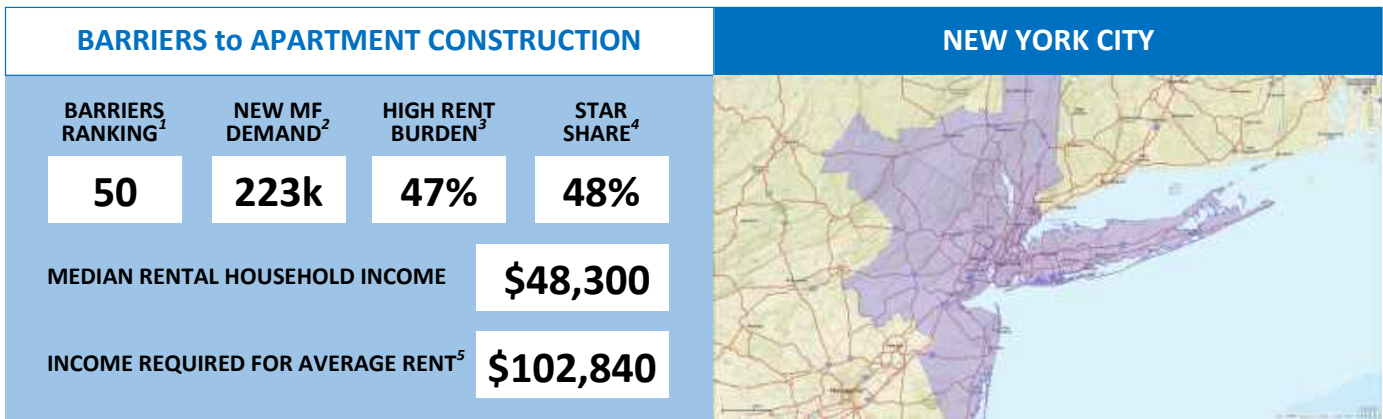 BARRIERS to APARTMENT CONSTRUCTION
NEW YORK CITY
BARRIERS
RANKING1
NEW MF
DEMAND2
HIGH RENT
BURDEN3
STAR
SHARE4
50
223k
47%
48%
MEDIAN RENTAL HOUSEHOLD INCOME
$48,300
INCOME REQUIRED FOR AVERAGE RENT5
$102,840